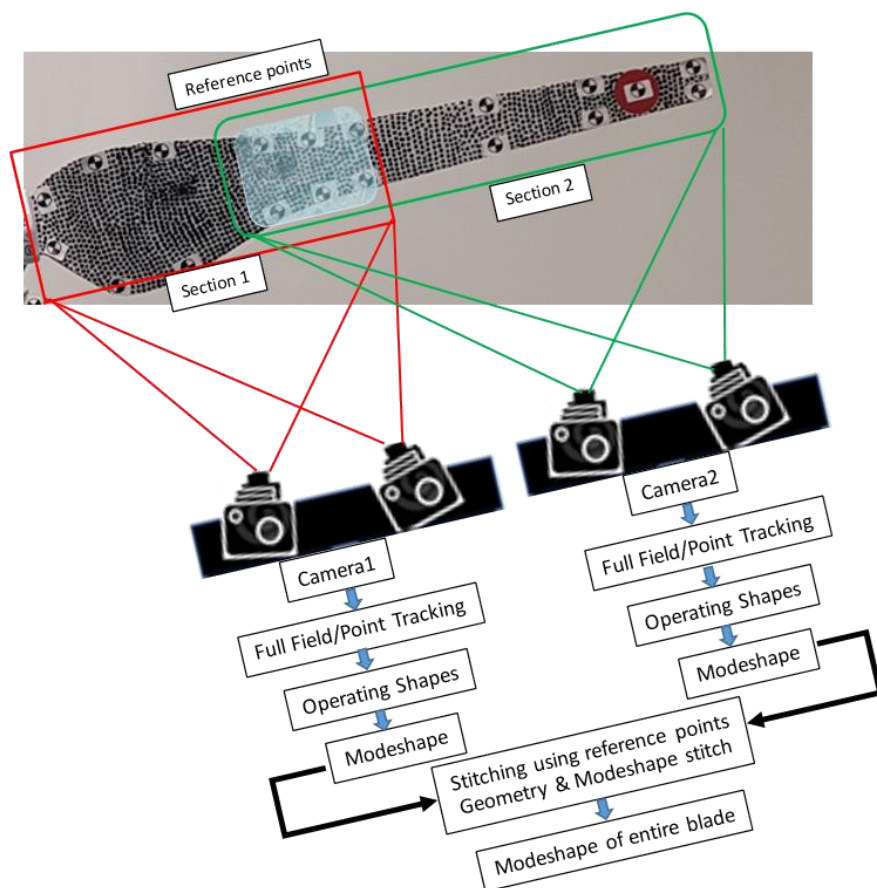 Reference points
Section 2
Section 1
Camera2
Camera1
Full Field/Point Tracking
Full Field/Point Tracking
Operating Shapes
Operating Shapes
Modeshape
Modeshape
Stitching using reference points
Geometry & Modeshape stitch
Modeshape of entire blade